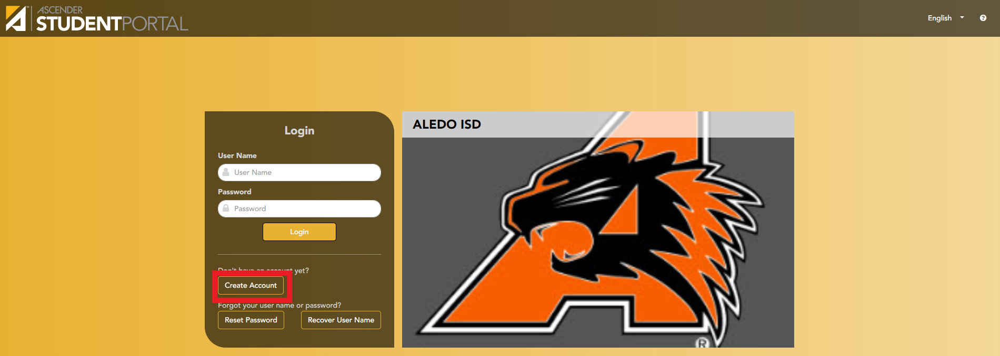 ASCENDER
STUDENTPORTAL
English
Login
User Name
User Name
Password
Password
Login
Don't have an account yet?
Create Account
Forgot your user name or password?
Reset Password
Recover User Name
ALEDO ISD
®